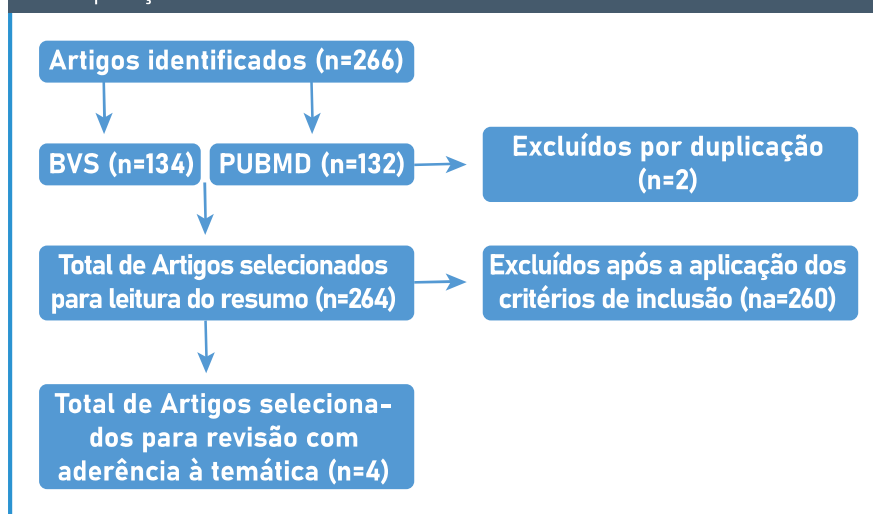 Artigos identificados (n=266)
BVS (n=134)
PUBMD (n=132)
Excluídos por duplicação
(n=2)
Total de Artigos selecionados
para leitura do resumo (n=264)
Excluídos após a aplicação dos
critérios de inclusão (na=260)
Total de Artigos seleciona-
dos para revisão com
aderência à temática (n=4)